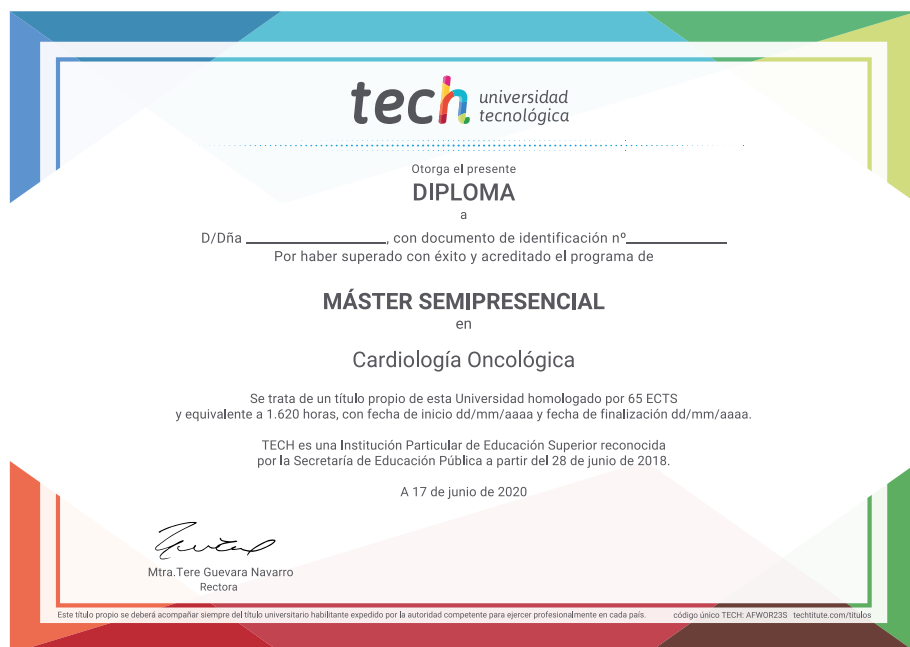 tech universidad
tecnológica
Otorga el presente
DIPLOMA
a
D/Dña ________________, con documento de identificación nº____________
Por haber superado con éxito y acreditado el programa de
MÁSTER SEMIPRESENCIAL
en
Cardiología Oncológica
Se trata de un título propio de esta Universidad homologado por 65 ECTS
y equivalente a 1.620 horas, con fecha de inicio dd/mm/aaaa y fecha de finalización dd/mm/aaaa.
TECH es una Institución Particular de Educación Superior reconocida
por la Secretaría de Educación Pública a partir del 28 de junio de 2018.
A 17 de junio de 2020
Mtra.Tere Guevara Navarro
Rectora
Este título propio se deberá acompañar siempre del título universitario habilitante expedido por la autoridad competente para ejercer profesionalmente en cada país. código único TECH: AFWOR23S techtitute.com/titulos